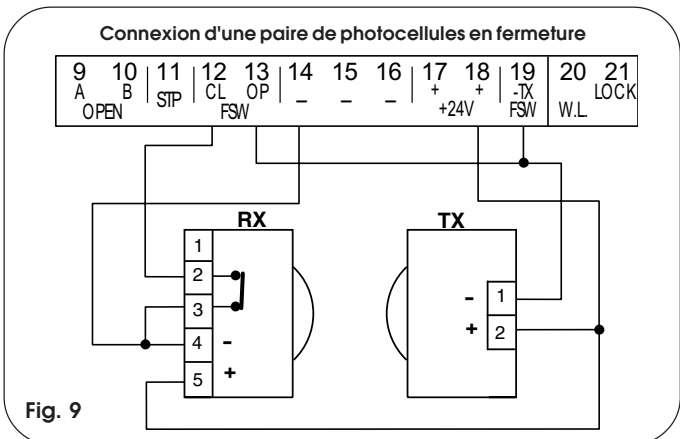 Connexion d'une paire de photocellules en fermeture
9 10 11 12 13 14 15 16 17 18 19 20 21
A B STP CL OP – – – + + -TX LOCK
OPEN FSW +24V FSW W.L.
RX TX
1
2
3
4 -
5 +
- 1
+ 2
Fig. 9